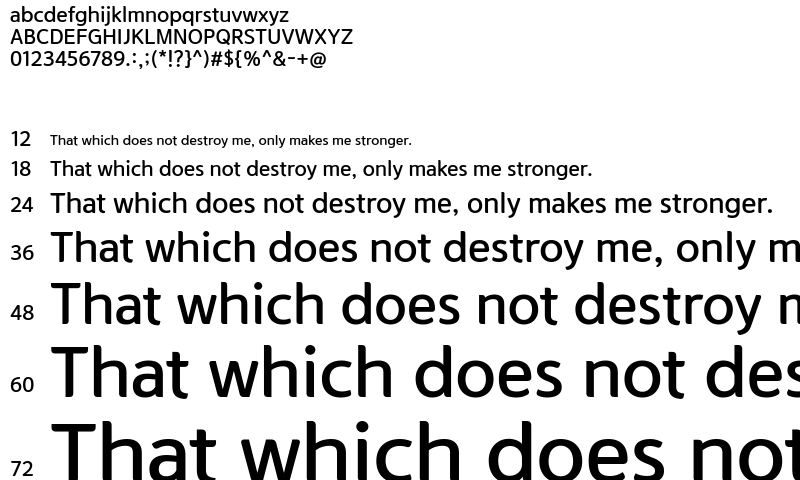 abcdefghijklmnopqrstuvwxyz
ABCDEFGHIJKLMNOPQRSTUVWXYZ
0123456789.:,;(*!?}^)#${%^&-+@
12 That which does not destroy me, only makes me stronger.
18 That which does not destroy me, only makes me stronger.
24 That which does not destroy me, only makes me stronger.
36 That which does not destroy me, only m
48 That which does not destroy m
60 That which does not des
72 That which does not